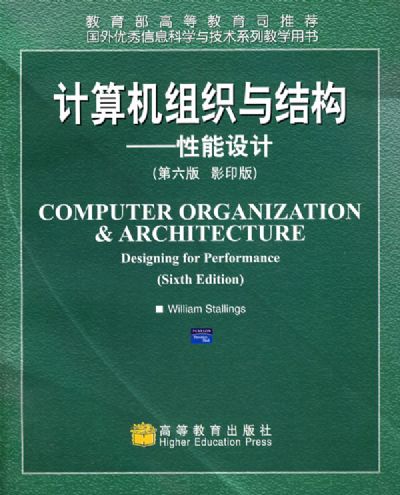 教育部高等教育司推荐
国外优秀信息科学与技术系列教学用书
计算机组织与结构
——性能设计
(第六版 影印版)
COMPUTER ORGANIZATION
& ARCHITECTURE
Designing for Performance
(Sixth Edition)
William Stallings
PEARSON
Prentice
Hall
高等教育出版社
Higher Education Press